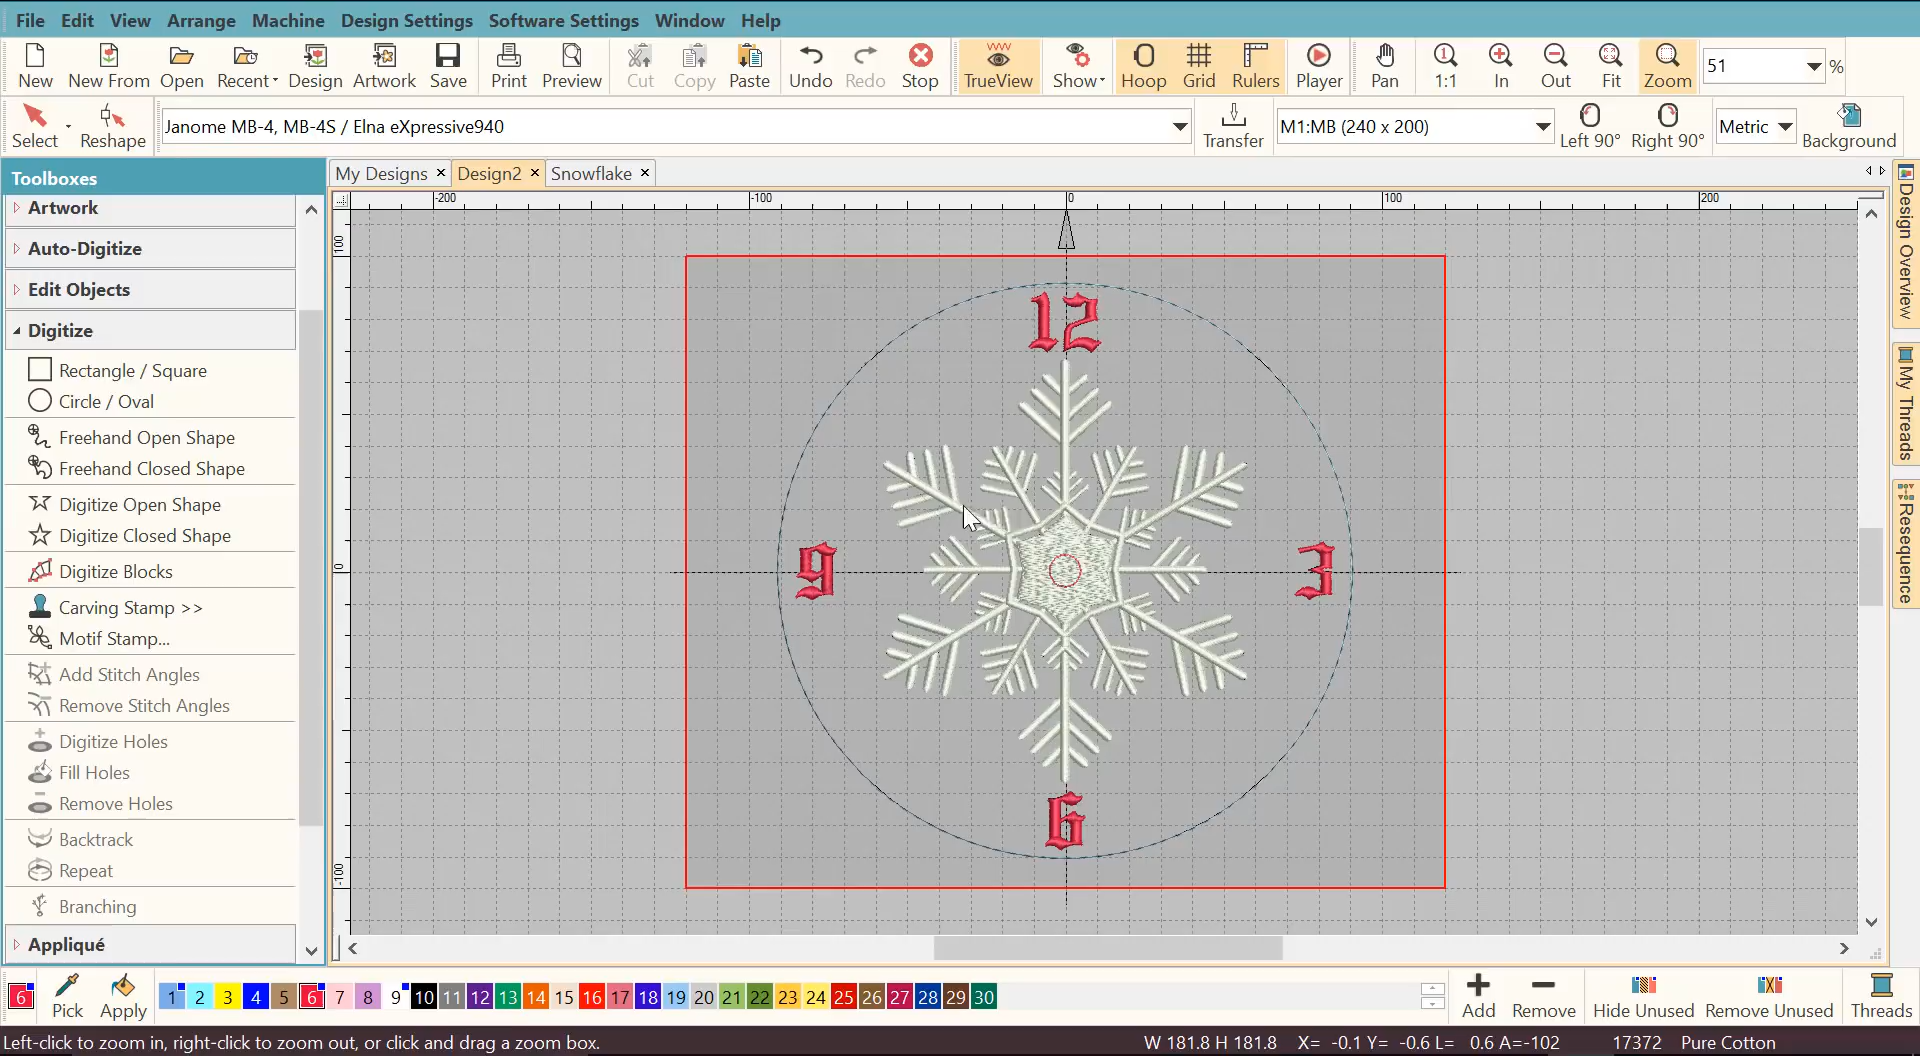 File Edit View Arrange Machine Design Settings Software Settings Window Help
New New From Open Recent Design Artwork Save Print Preview Cut Copy Paste Undo Redo Stop TrueView Show Hoop Grid Rulers Player Pan 1:1 In Out Fit Zoom 51 %
Select Reshape Janome MB-4, MB-4S / Elna eXpressive940 Transfer M1:MB (240 x 200) Left 90° Right 90° Metric Background
Toolboxes
My Designs Design2 Snowflake
Artwork
Auto-Digitize
Edit Objects
Digitize
Rectangle / Square
Circle / Oval
Freehand Open Shape
Freehand Closed Shape
Digitize Open Shape
Digitize Closed Shape
Digitize Blocks
Carving Stamp >>
Motif Stamp...
Add Stitch Angles
Remove Stitch Angles
Digitize Holes
Fill Holes
Remove Holes
Backtrack
Repeat
Branching
Appliqué
-200 -100 0 100 200
100
0
-100
12
9 3
6
Design Overview
My Threads
Resequence
6 Pick Apply 1 2 3 4 5 6 7 8 9 10 11 12 13 14 15 16 17 18 19 20 21 22 23 24 25 26 27 28 29 30 Add Remove Hide Unused Remove Unused Threads
Left-click to zoom in, right-click to zoom out, or click and drag a zoom box. W 181.8 H 181.8 X= -0.1 Y= -0.6 L= 0.6 A=-102 17372 Pure Cotton